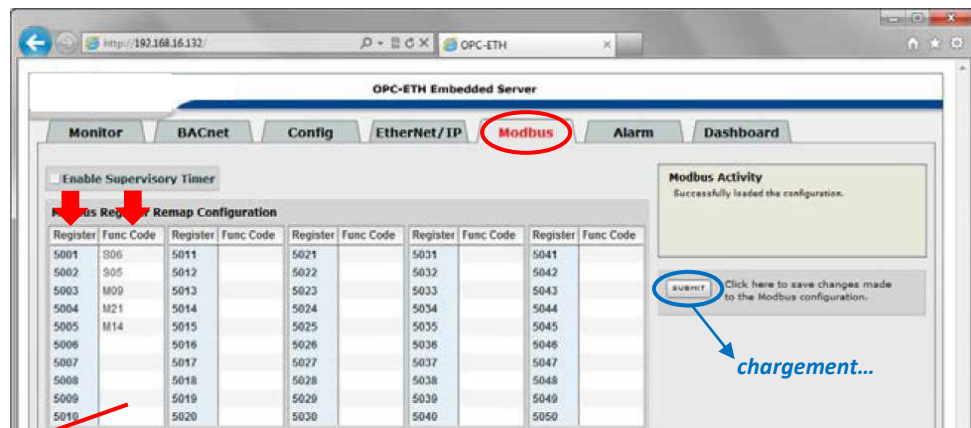 http://192.168.16.132/
OPC-ETH
OPC-ETH Embedded Server
Monitor BACnet Config EtherNet/IP Modbus Alarm Dashboard
Enable Supervisory Timer
Modbus Activity
Successfully loaded the configuration.
Remap Configuration
Register Func Code Register Func Code Register Func Code Register Func Code Register Func Code
5001 S06 5011 5021 5031 5041
5002 S05 5012 5022 5032 5042
5003 M09 5013 5023 5033 5043
5004 M21 5014 5024 5034 5044
5005 M14 5015 5025 5035 5045
5006 5016 5026 5036 5046
5007 5017 5027 5037 5047
5008 5018 5028 5038 5048
5009 5019 5029 5039 5049
5010 5020 5030 5040 5050
SUBMIT
Click here to save changes made
to the Modbus configuration.
chargement...